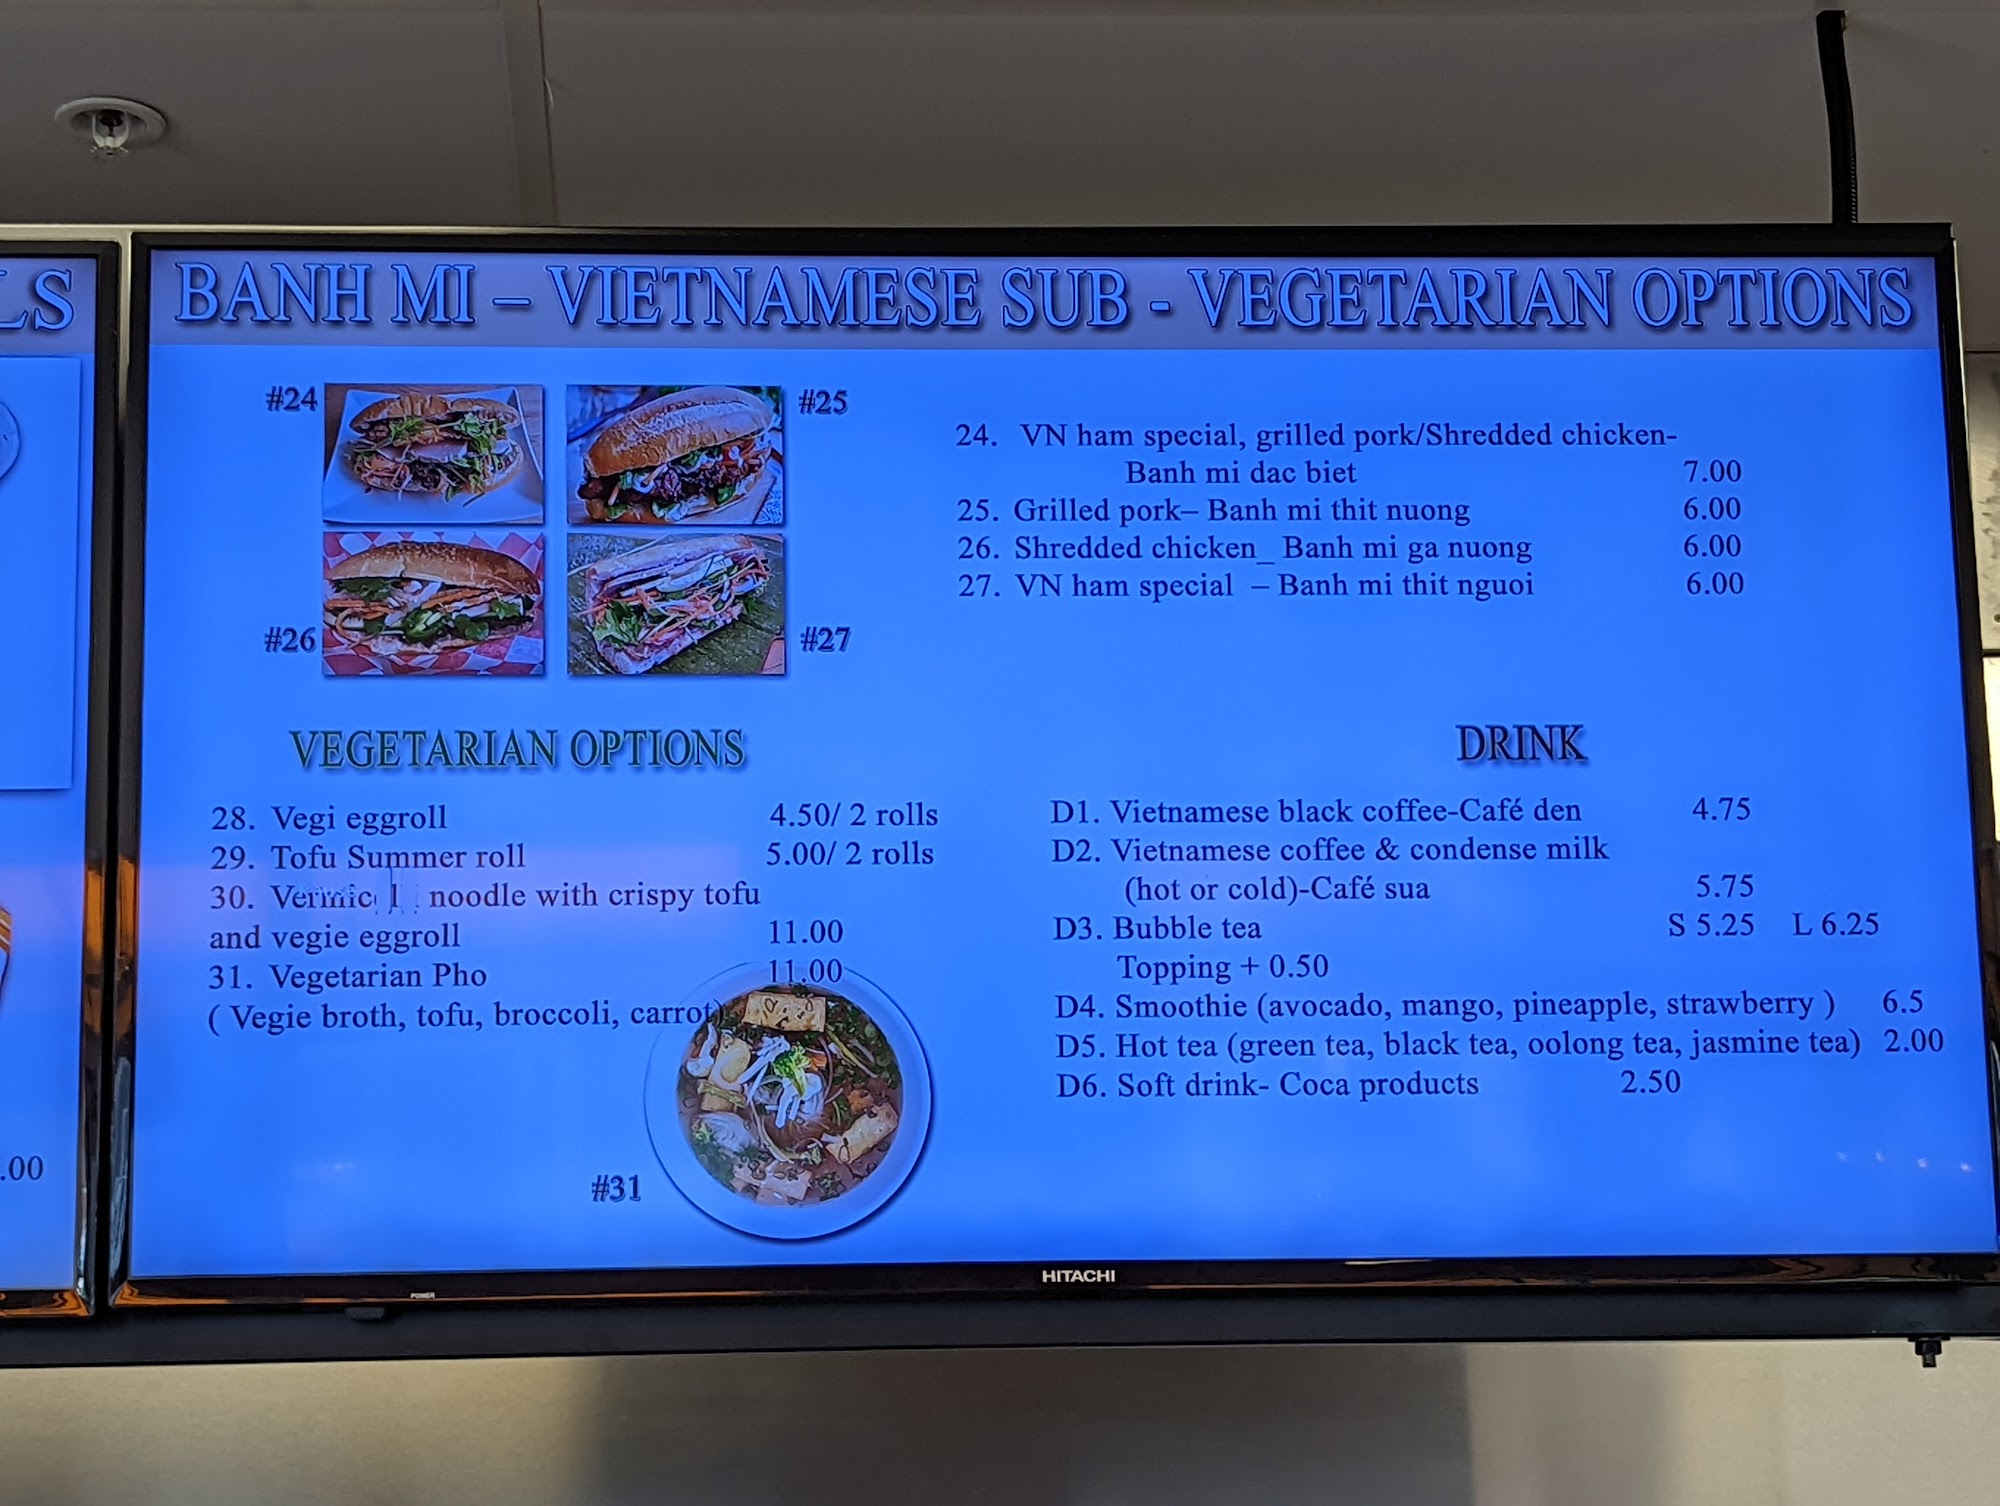 LS
BANH MI – VIETNAMESE SUB - VEGETARIAN OPTIONS
#24
#25
#26
#27
24. VN ham special, grilled pork/Shredded chicken-
Banh mi dac biet 7.00
25. Grilled pork– Banh mi thit nuong 6.00
26. Shredded chicken_ Banh mi ga nuong 6.00
27. VN ham special – Banh mi thit nguoi 6.00
VEGETARIAN OPTIONS
28. Vegi eggroll 4.50/ 2 rolls
29. Tofu Summer roll 5.00/ 2 rolls
30. noodle with crispy tofu
and vegie eggroll 11.00
31. Vegetarian Pho 11.00
( Vegie broth, tofu, broccoli, carrot)
#31
DRINK
D1. Vietnamese black coffee-Café den 4.75
D2. Vietnamese coffee & condense milk
(hot or cold)-Café sua 5.75
D3. Bubble tea S 5.25 L 6.25
Topping + 0.50
D4. Smoothie (avocado, mango, pineapple, strawberry ) 6.5
D5. Hot tea (green tea, black tea, oolong tea, jasmine tea) 2.00
D6. Soft drink- Coca products 2.50
.00
HITACHI
POWER